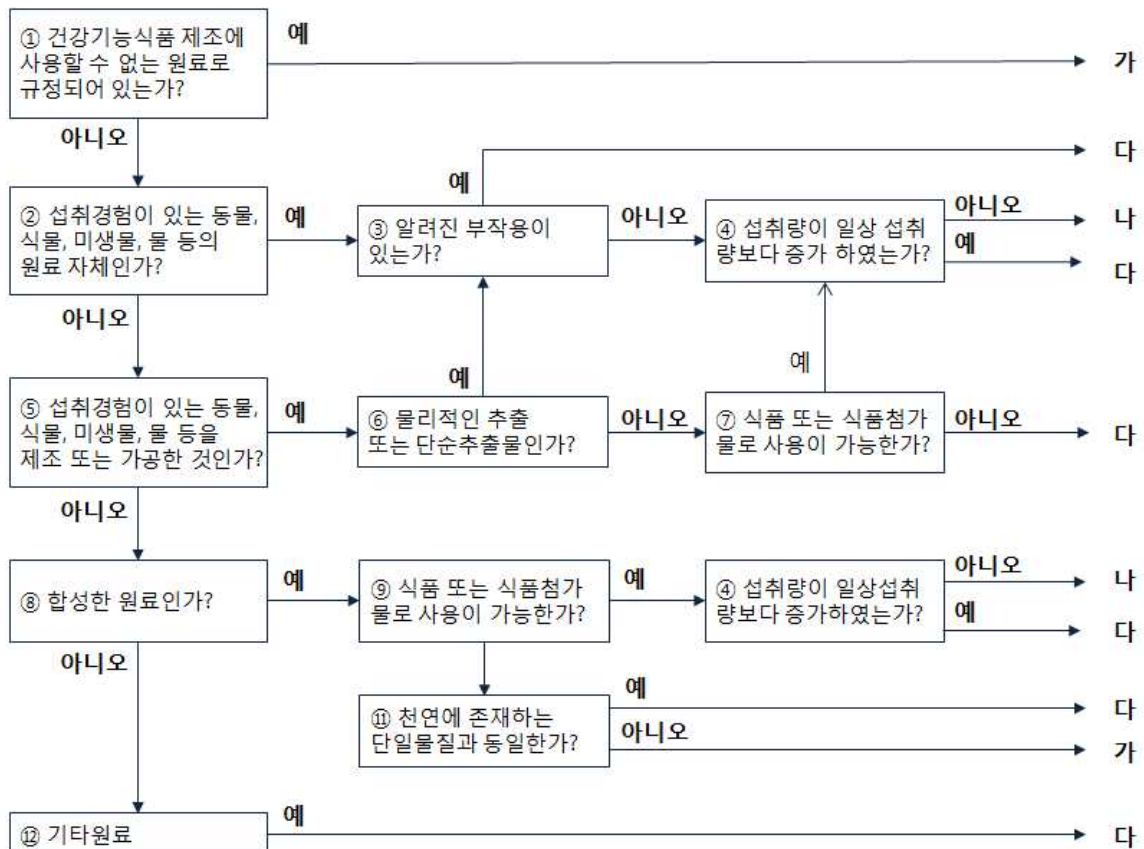 ① 건강기능식품 제조에
사용할 수 없는 원료로
규정되어 있는가?
예
가
아니오
다
② 섭취경험이 있는 동물,
식물, 미생물, 물 등의
원료 자체인가?
예
③ 알려진 부작용이
있는가?
예
아니오
④ 섭취량이 일상 섭취
량보다 증가 하였는가?
아니오
나
예
다
아니오
⑤ 섭취경험이 있는 동물,
식물, 미생물, 물 등을
제조 또는 가공한 것인가?
예
⑥ 물리적인 추출
또는 단순추출물인가?
예
아니오
⑦ 식품 또는 식품첨가
물로 사용이 가능한가?
예
아니오
다
아니오
⑧ 합성한 원료인가?
예
⑨ 식품 또는 식품첨가
물로 사용이 가능한가?
예
④ 섭취량이 일상섭취
량보다 증가하였는가?
아니오
나
예
다
아니오
⑪ 천연에 존재하는
단일물질과 동일한가?
예
다
아니오
가
⑫ 기타원료
예
다